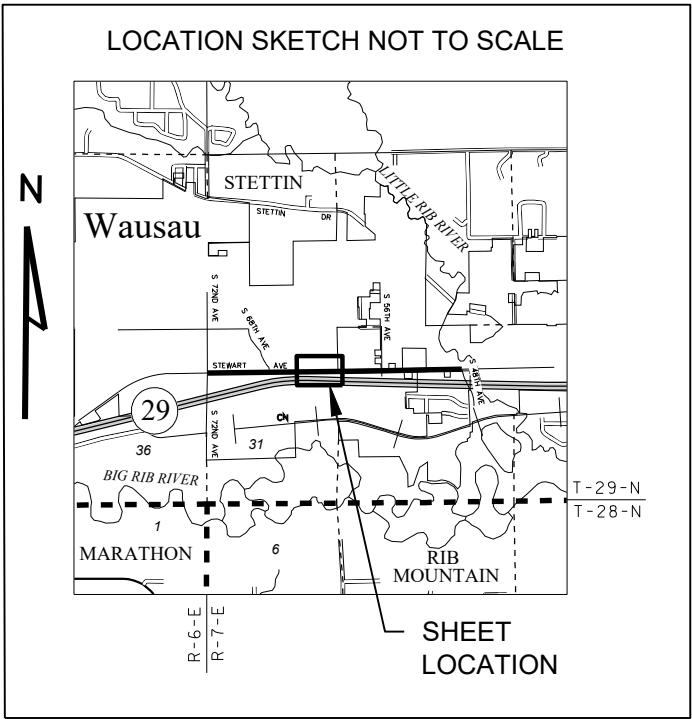 LOCATION SKETCH NOT TO SCALE
N
STETTIN
STETTIN DR
LITTLE RIB RIVER
Wausau
S 72ND AVE
S 68TH AVE
S 56TH AVE
STEWART AVE
S 48TH AVE
29
S 72ND AVE
CN
36
31
BIG RIB RIVER
T-29-N
T-28-N
1
6
MARATHON
RIB
MOUNTAIN
R-6-E
R-7-E
SHEET
LOCATION